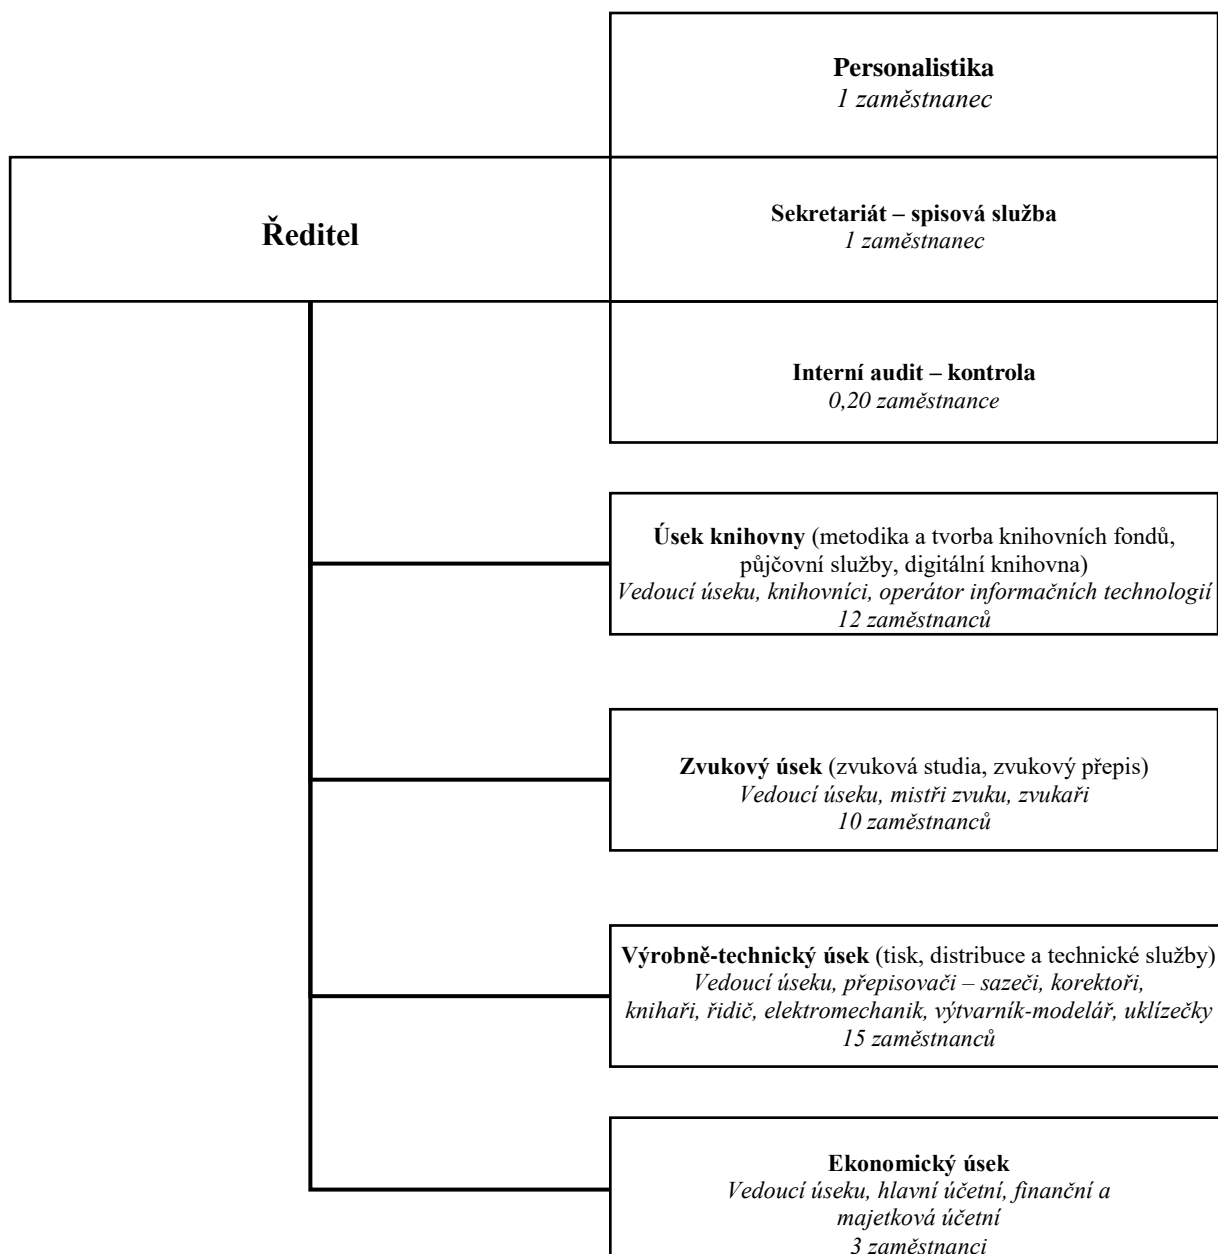 Personalistika
1 zaměstnanec
Ředitel
Sekretariát – spisová služba
1 zaměstnanec
Interní audit – kontrola
0,20 zaměstnance
Úsek knihovny (metodika a tvorba knihovních fondů,
půjčovní služby, digitální knihovna)
Vedoucí úseku, knihovníci, operátor informačních technologií
12 zaměstnanců
Zvukový úsek (zvuková studia, zvukový přepis)
Vedoucí úseku, mistři zvuku, zvukaři
10 zaměstnanců
Výrobně-technický úsek (tisk, distribuce a technické služby)
Vedoucí úseku, přepisovači – sazeči, korektoři,
knihaři, řidič, elektromechanik, výtvarník-modelář, uklízečky
15 zaměstnanců
Ekonomický úsek
Vedoucí úseku, hlavní účetní, finanční a
majetková účetní
3 zaměstnanci